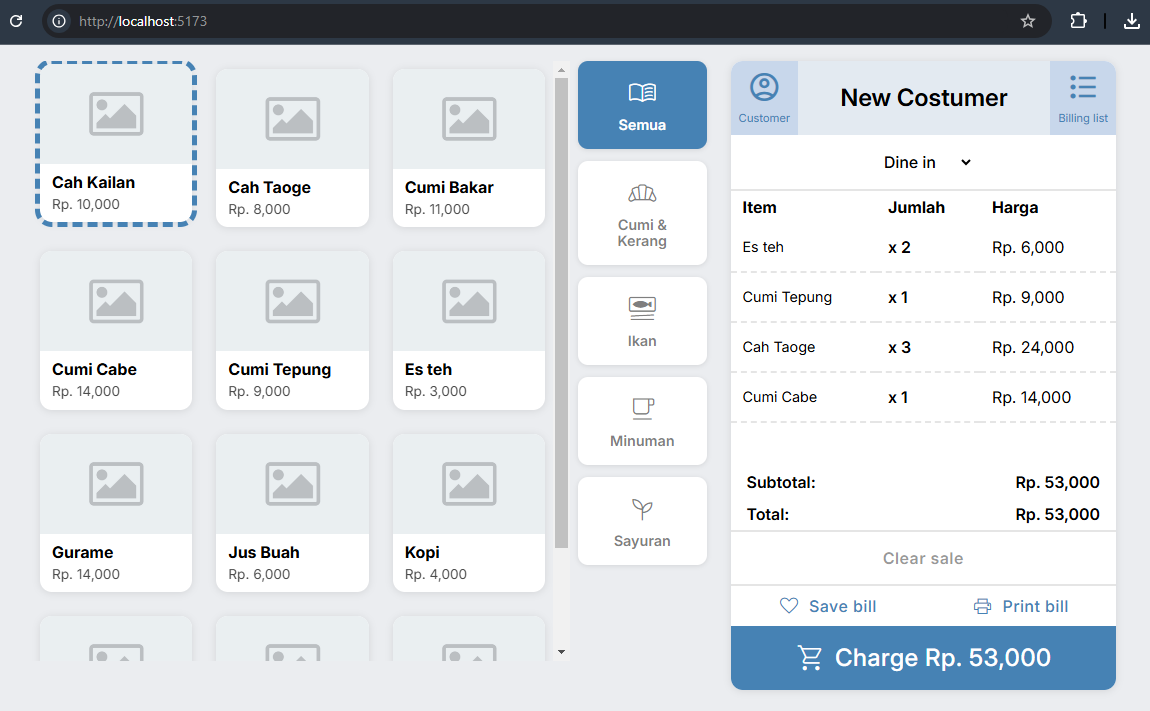 http://localhost:5173
Cah Kailan
Rp. 10,000
Cah Taoge
Rp. 8,000
Cumi Bakar
Rp. 11,000
Cumi Cabe
Rp. 14,000
Cumi Tepung
Rp. 9,000
Es teh
Rp. 3,000
Gurame
Rp. 14,000
Jus Buah
Rp. 6,000
Kopi
Rp. 4,000
Semua
Cumi &
Kerang
Ikan
Minuman
Sayuran
Customer
New Costumer
Billing list
Dine in
Item Jumlah Harga
Es teh x 2 Rp. 6,000
Cumi Tepung x 1 Rp. 9,000
Cah Taoge x 3 Rp. 24,000
Cumi Cabe x 1 Rp. 14,000
Subtotal: Rp. 53,000
Total: Rp. 53,000
Clear sale
Save bill Print bill
Charge Rp. 53,000